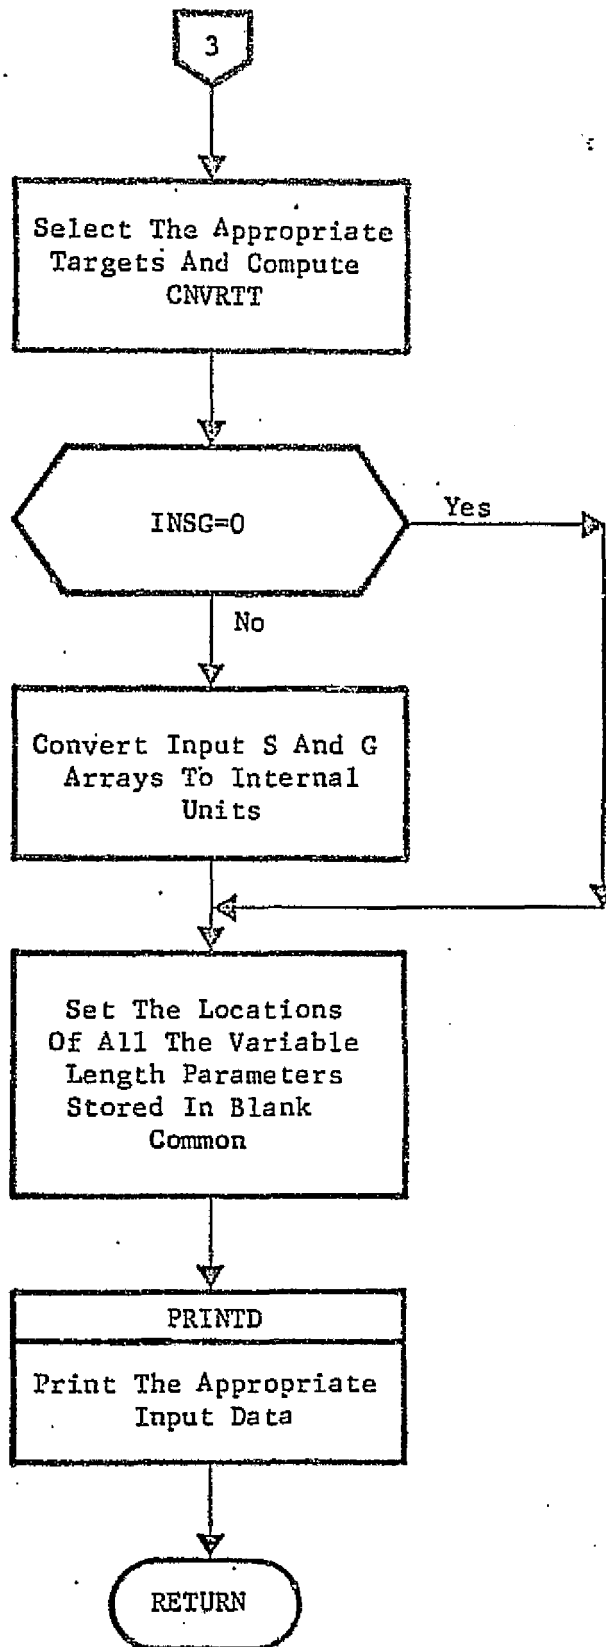 3
Select The Appropriate
Targets And Compute
CNVRTT
INSG=0
Yes
No
Convert Input S And G
Arrays To Internal
Units
Set The Locations
Of All The Variable
Length Parameters
Stored In Blank
Common
PRINTD
Print The Appropriate
Input Data
RETURN